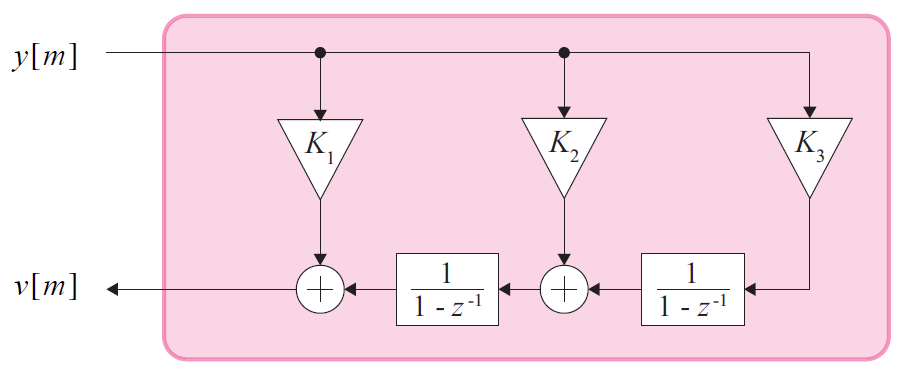 y[m]
K1
K2
K3
v[m]
+
1
1 - z-1
+
1
1 - z-1